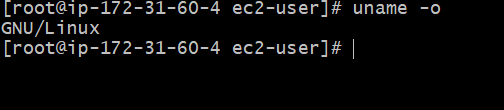 [root@ip-172-31-60-4 ec2-user]# uname -o
GNU/Linux
[root@ip-172-31-60-4 ec2-user]#